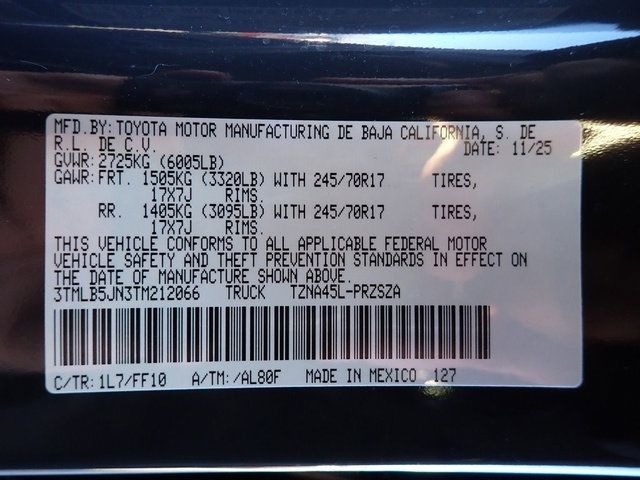 MFD.BY: TOYOTA MOTOR MANUFACTURING DE BAJA CALIFORNIA, S. DE
R.L. DE C.V. DATE: 11/25
GVWR: 2725KG (6005LB)
GAWR: FRT. 1505KG (3320LB) WITH 245/70R17 TIRES,
17X7J RIMS.
RR. 1405KG (3095LB) WITH 245/70R17 TIRES,
17X7J RIMS.
THIS VEHICLE CONFORMS TO ALL APPLICABLE FEDERAL MOTOR
VEHICLE SAFETY AND THEFT PREVENTION STANDARDS IN EFFECT ON
THE DATE OF MANUFACTURE SHOWN ABOVE.
3TMLB5JN3TM212066 TRUCK TZNA45L-PRZSZA
C/TR: 1L7/FF10 A/TM: /AL80F MADE IN MEXICO 127